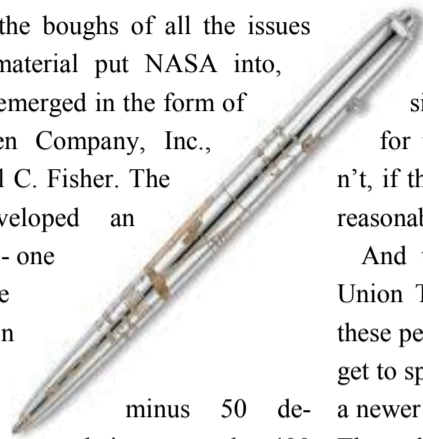 the boughs of all the issues
material put NASA into,
emerged in the form of
en Company, Inc.,
l C. Fisher. The
veloped an
- one
e
n
minus 50 de-
si
for
n't, if th
reasonab
And
Union T
these pe
get to sp
a newer